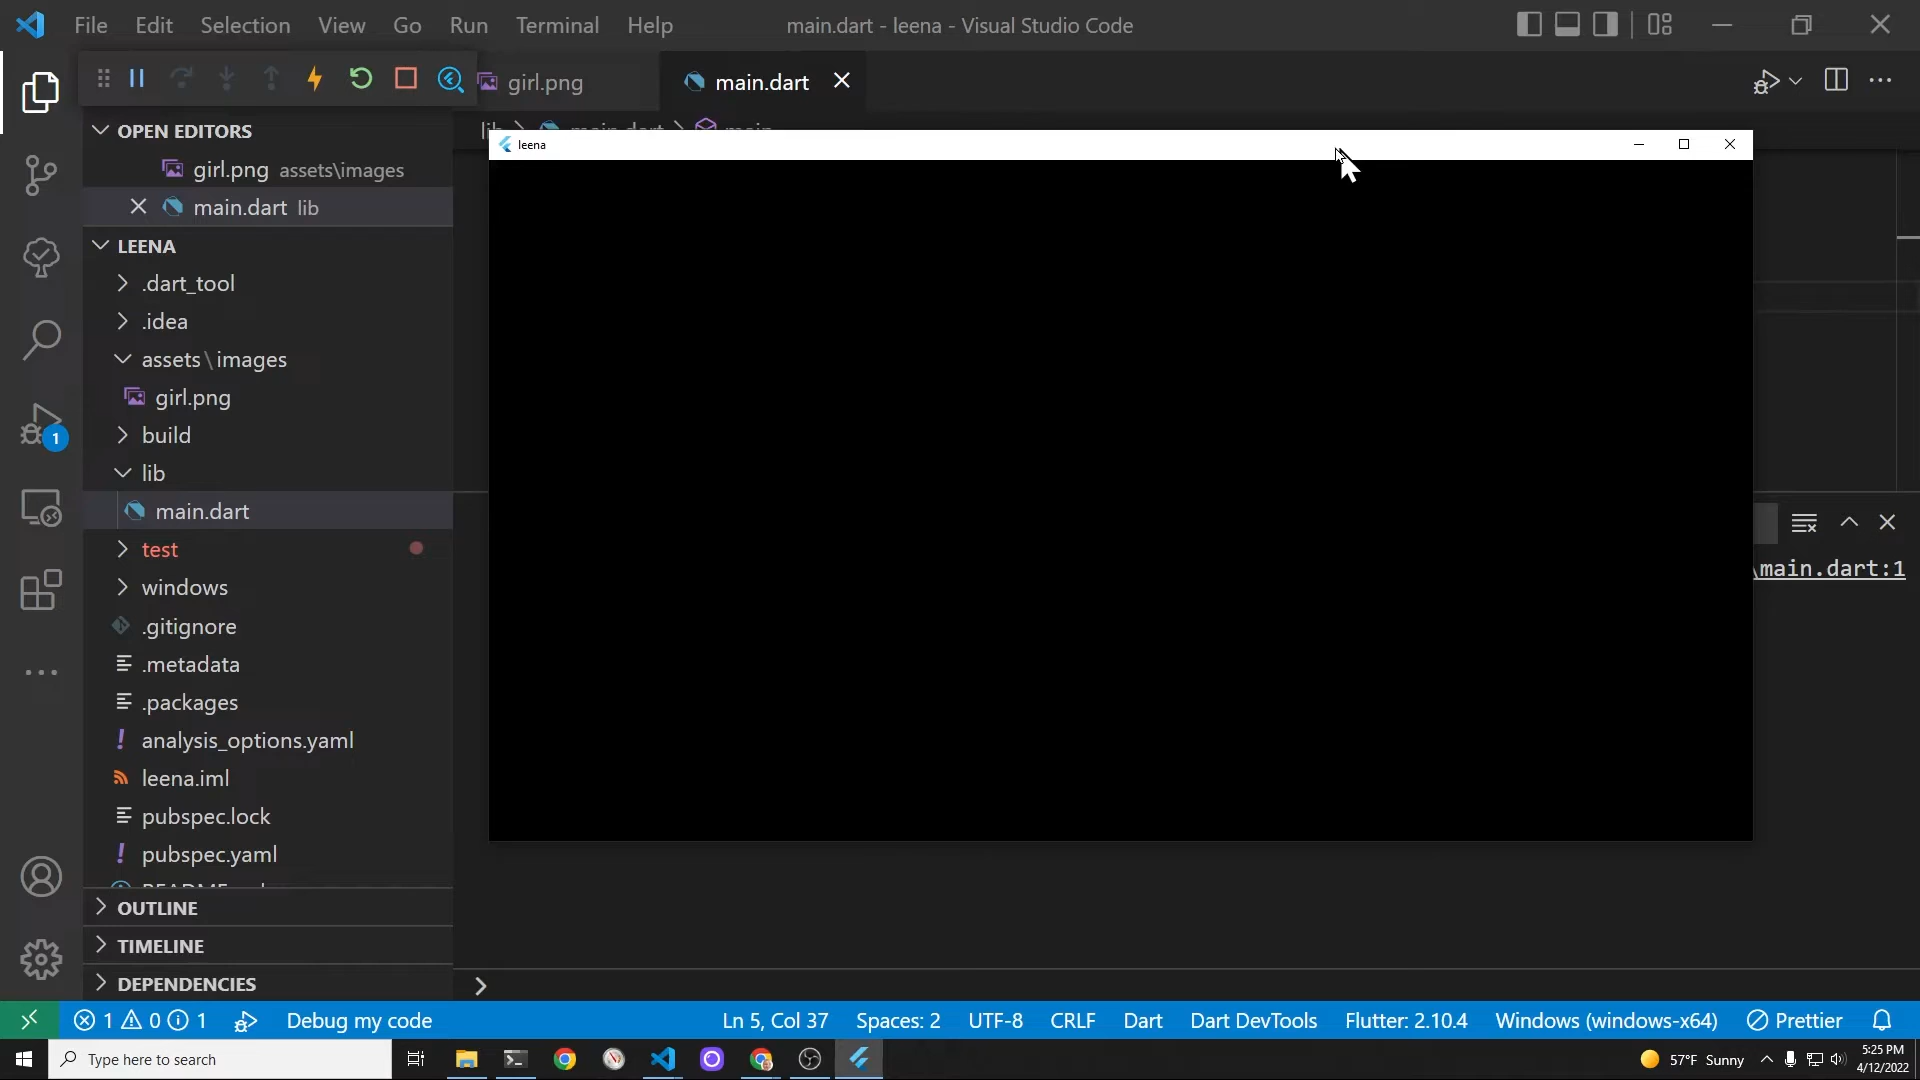 File Edit Selection View Go Run Terminal Help
main.dart - leena - Visual Studio Code
girl.png
main.dart
OPEN EDITORS
girl.png assets\images
main.dart lib
LEENA
.dart_tool
.idea
assets\images
girl.png
build
lib
main.dart
test
windows
.gitignore
.metadata
.packages
analysis_options.yaml
leena.iml
pubspec.lock
pubspec.yaml
OUTLINE
TIMELINE
DEPENDENCIES
leena
\main.dart:1
1 0 1
Debug my code
Ln 5, Col 37
Spaces: 2
UTF-8
CRLF
Dart
Dart DevTools
Flutter: 2.10.4
Windows (windows-x64)
Prettier
1
Type here to search
57°F Sunny
5:25 PM
4/12/2022